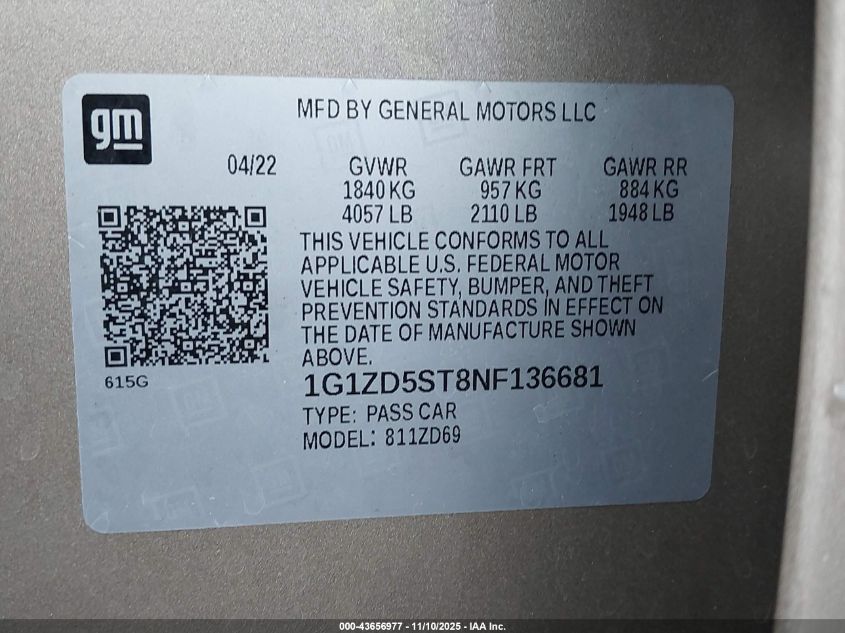 gm
MFD BY GENERAL MOTORS LLC
04/22 GVWR GAWR FRT GAWR RR
1840 KG 957 KG 884 KG
4057 LB 2110 LB 1948 LB
THIS VEHICLE CONFORMS TO ALL
APPLICABLE U.S. FEDERAL MOTOR
VEHICLE SAFETY, BUMPER, AND THEFT
PREVENTION STANDARDS IN EFFECT ON
THE DATE OF MANUFACTURE SHOWN
ABOVE.
615G
1G1ZD5ST8NF136681
TYPE: PASS CAR
MODEL: 811ZD69
000-43656977 - 11/10/2025 - IAA Inc.